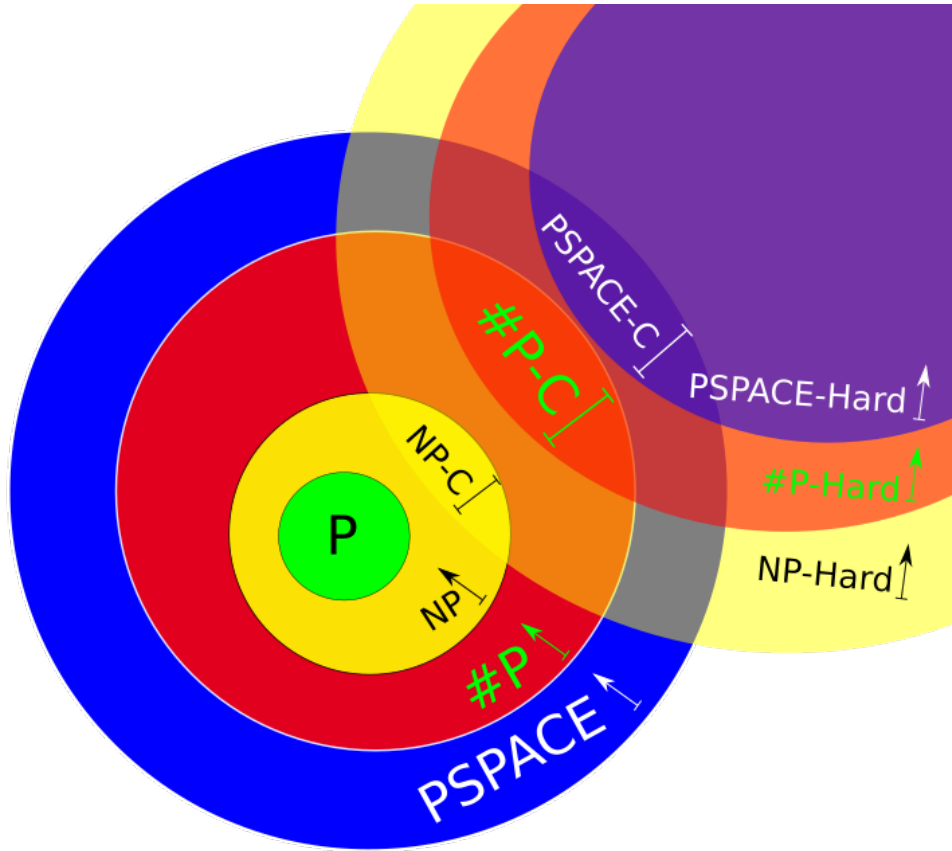 PSPACE-C
#P-C
PSPACE-Hard
NP-C
#P-Hard
P
NP-Hard
NP
#P
PSPACE